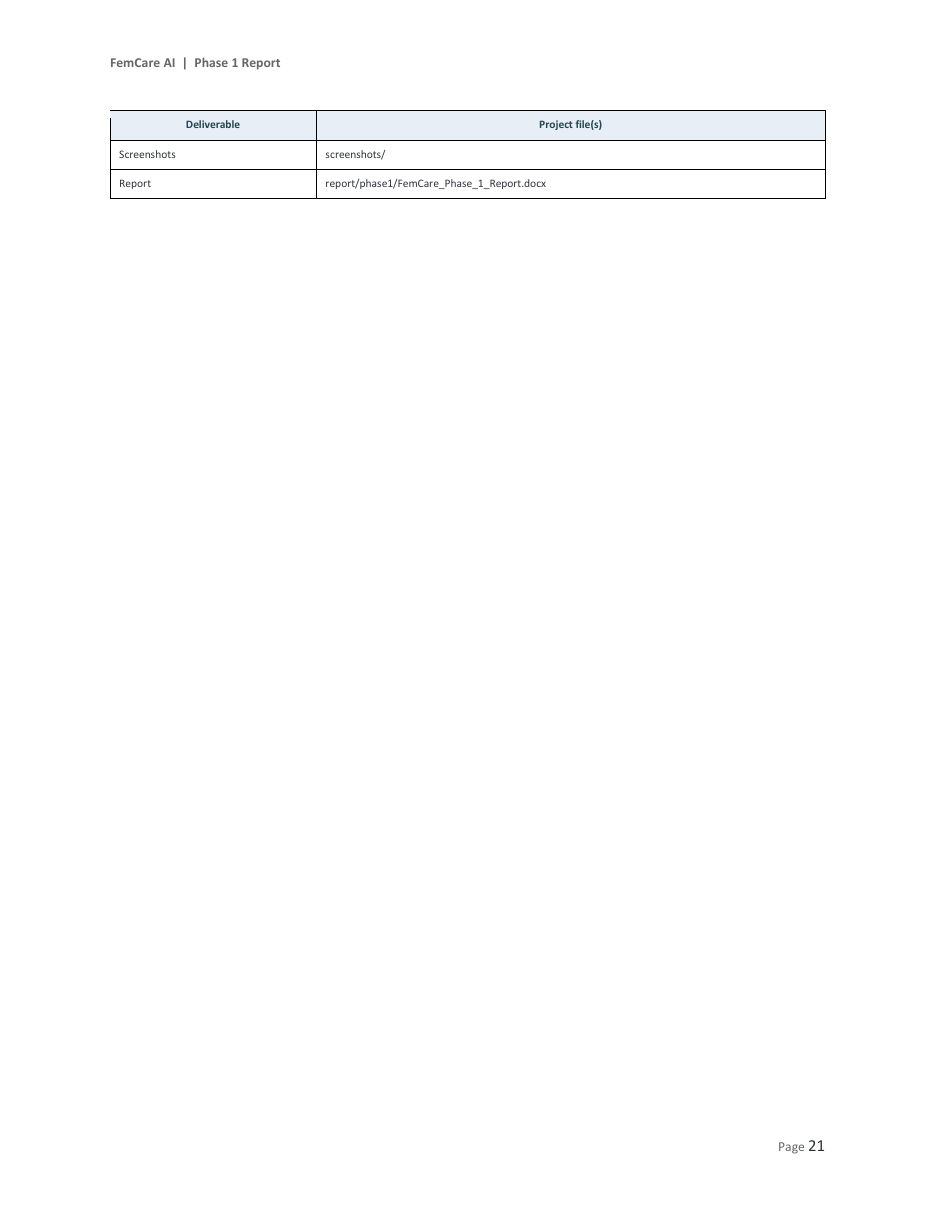 FemCare AI | Phase 1 Report
Deliverable Project file(s)
Screenshots screenshots/
Report report/phase1/FemCare_Phase_1_Report.docx
Page 21